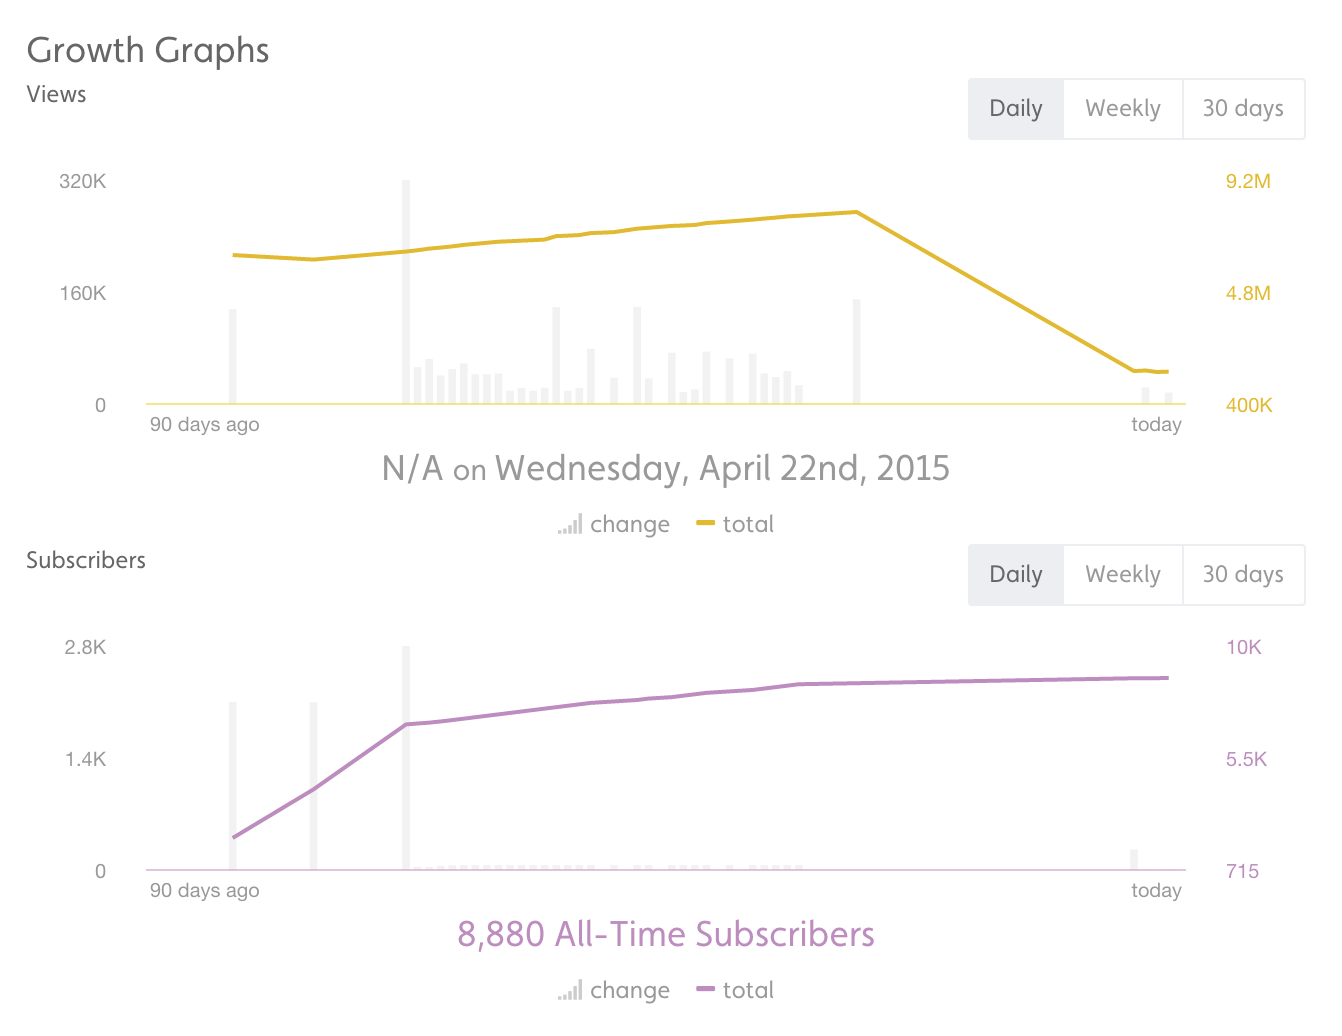 Growth Graphs
Views
Daily Weekly 30 days
320K 9.2M
160K 4.8M
0 400K
90 days ago today
N/A on Wednesday, April 22nd, 2015
change total
Subscribers
Daily Weekly 30 days
2.8K 10K
1.4K 5.5K
0 715
90 days ago today
8,880 All-Time Subscribers
change total